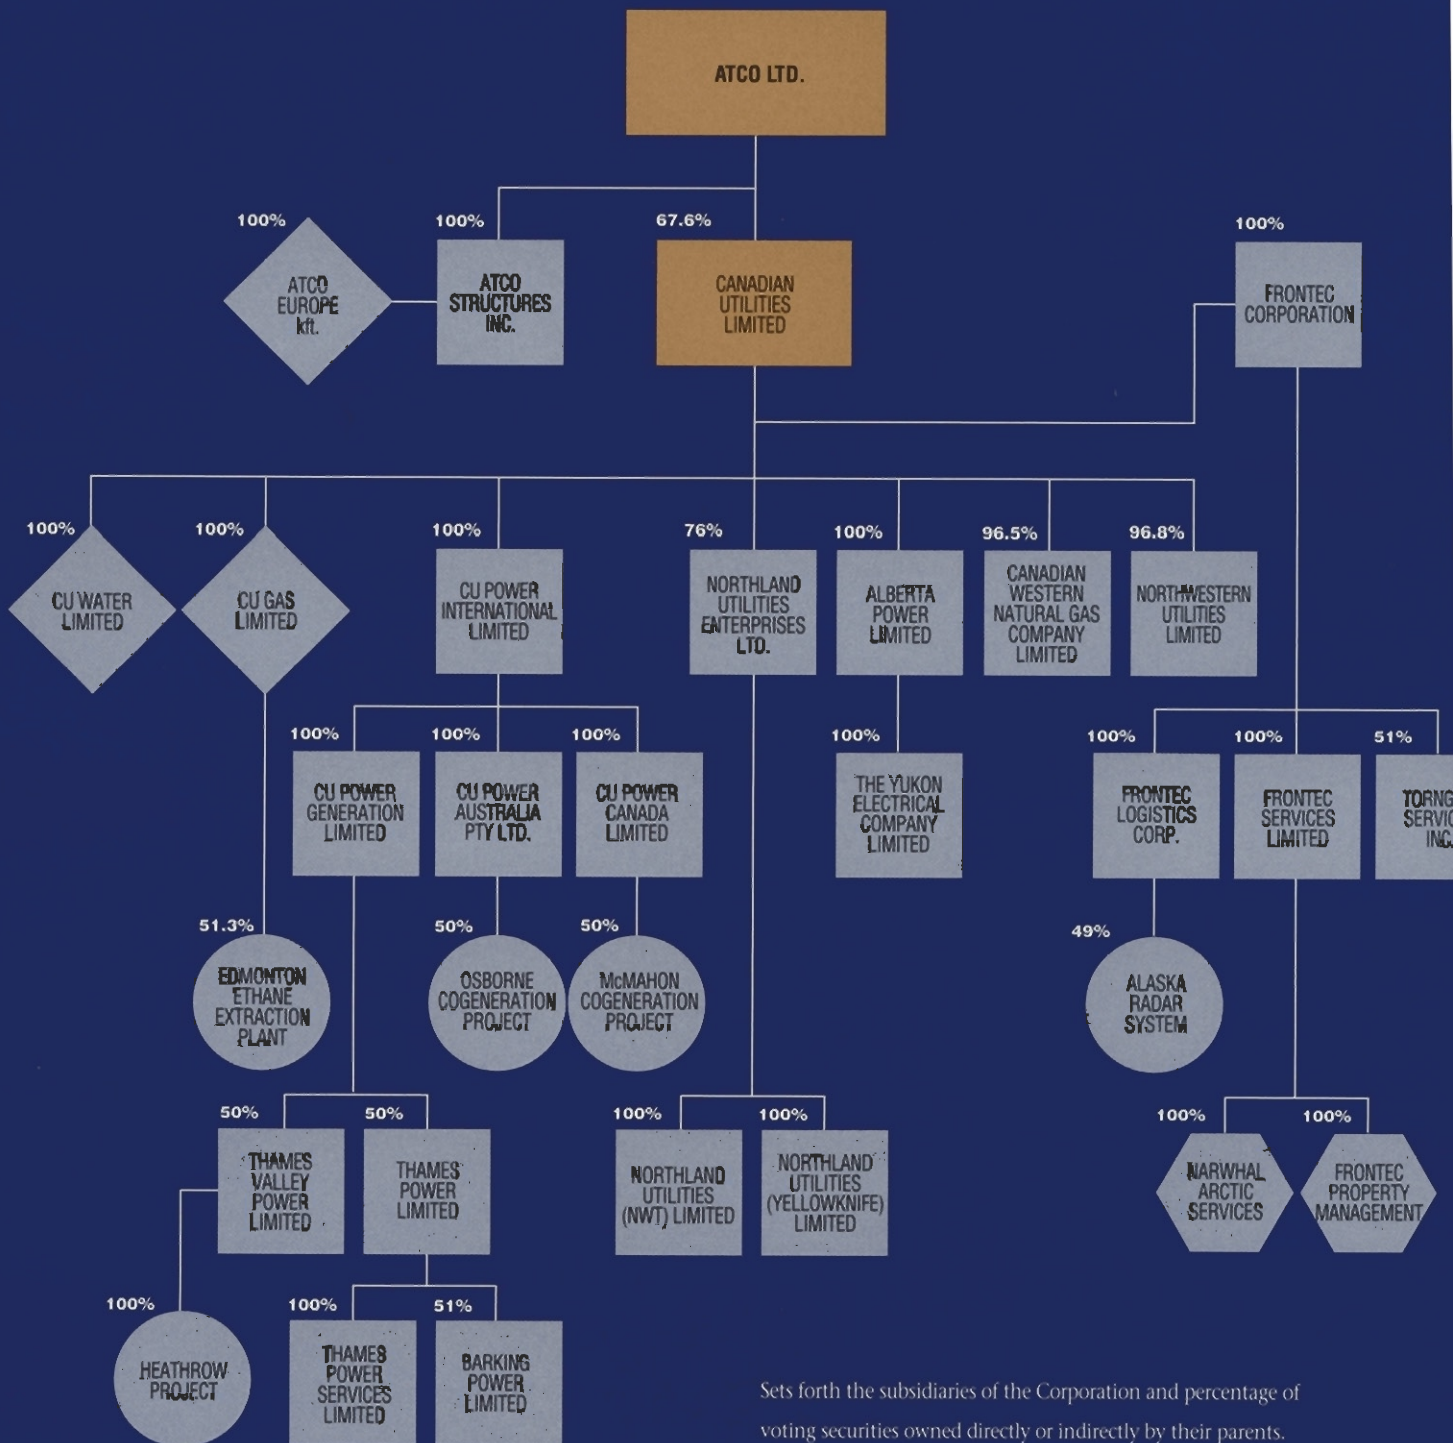 ATCO LTD.
100%
100%
67.6%
100%
ATCO
EUROPE
kft.
ATCO
STRUCTURES
INC.
CANADIAN
UTILITIES
LIMITED
FRONTEC
CORPORATION
100%
100%
100%
76%
100%
96.5%
96.8%
CU WATER
LIMITED
CU GAS
LIMITED
CU POWER
INTERNATIONAL
LIMITED
NORTHLAND
UTILITIES
ENTERPRISES
LTD.
ALBERTA
POWER
LIMITED
CANADIAN
WESTERN
NATURAL GAS
COMPANY
LIMITED
NORTHWESTERN
UTILITIES
LIMITED
100%
100%
100%
100%
100%
100%
51%
CU POWER
GENERATION
LIMITED
CU POWER
AUSTRALIA
PTY LTD.
CU POWER
CANADA
LIMITED
THE YUKON
ELECTRICAL
COMPANY
LIMITED
FRONTEC
LOGISTICS
CORP.
FRONTEC
SERVICES
LIMITED
TORNG
SERVIC
INC.
51.3%
50%
50%
49%
EDMONTON
ETHANE
EXTRACTION
PLANT
OSBORNE
COGENERATION
PROJECT
McMAHON
COGENERATION
PROJECT
ALASKA
RADAR
SYSTEM
50%
50%
100%
100%
100%
100%
THAMES
VALLEY
POWER
LIMITED
THAMES
POWER
LIMITED
NORTHLAND
UTILITIES
(NWT) LIMITED
NORTHLAND
UTILITIES
(YELLOWKNIFE)
LIMITED
NARWHAL
ARCTIC
SERVICES
FRONTEC
PROPERTY
MANAGEMENT
100%
100%
51%
HEATHROW
PROJECT
THAMES
POWER
SERVICES
LIMITED
BARKING
POWER
LIMITED
Sets forth the subsidiaries of the Corporation and percentage of
voting securities owned directly or indirectly by their parents.